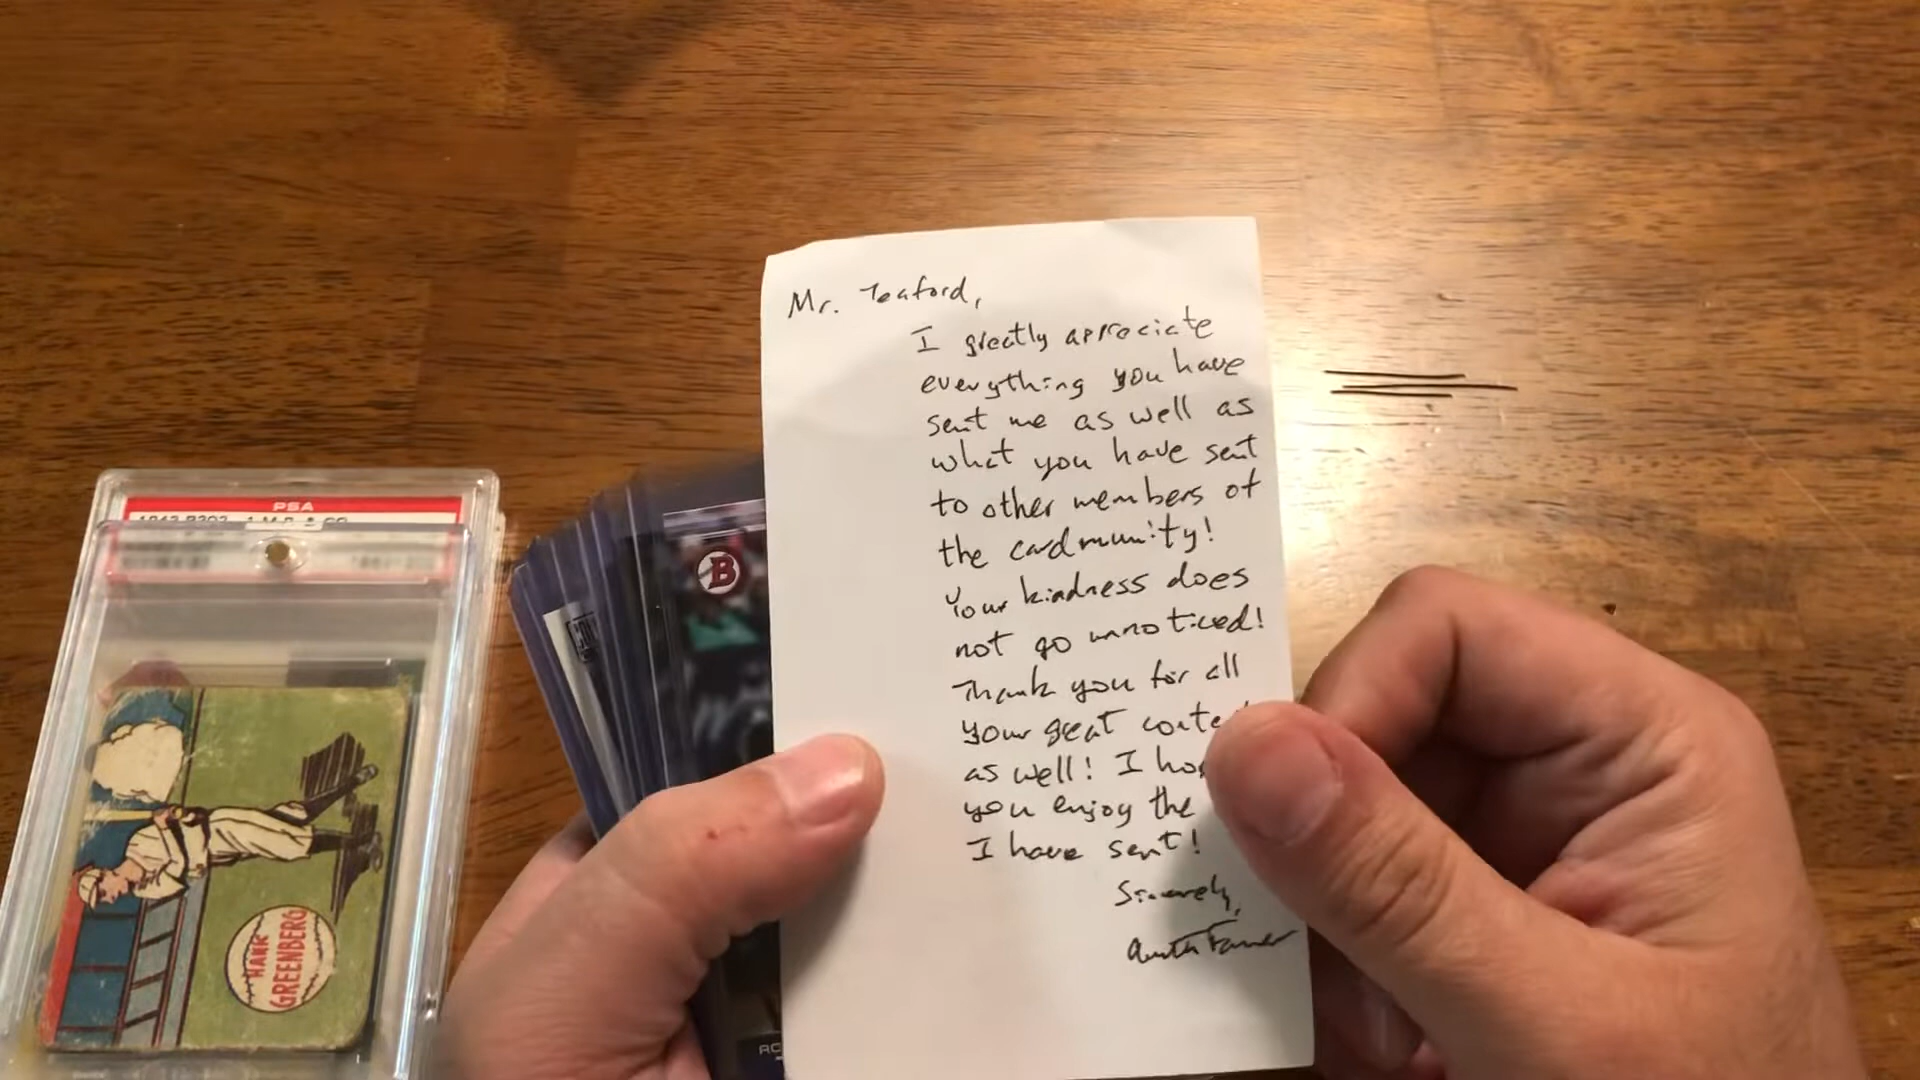 Mr. Teaford,
I greatly appreciate
everything you have
sent me as well as
what you have sent
to other members of
the cardmunity!
Your kindness does
not go unnoticed!
Thank you for all
your great
as well! I
you enjoy the
I have sent!
Sincerely,
PSA
B
HANK
GREENBERG